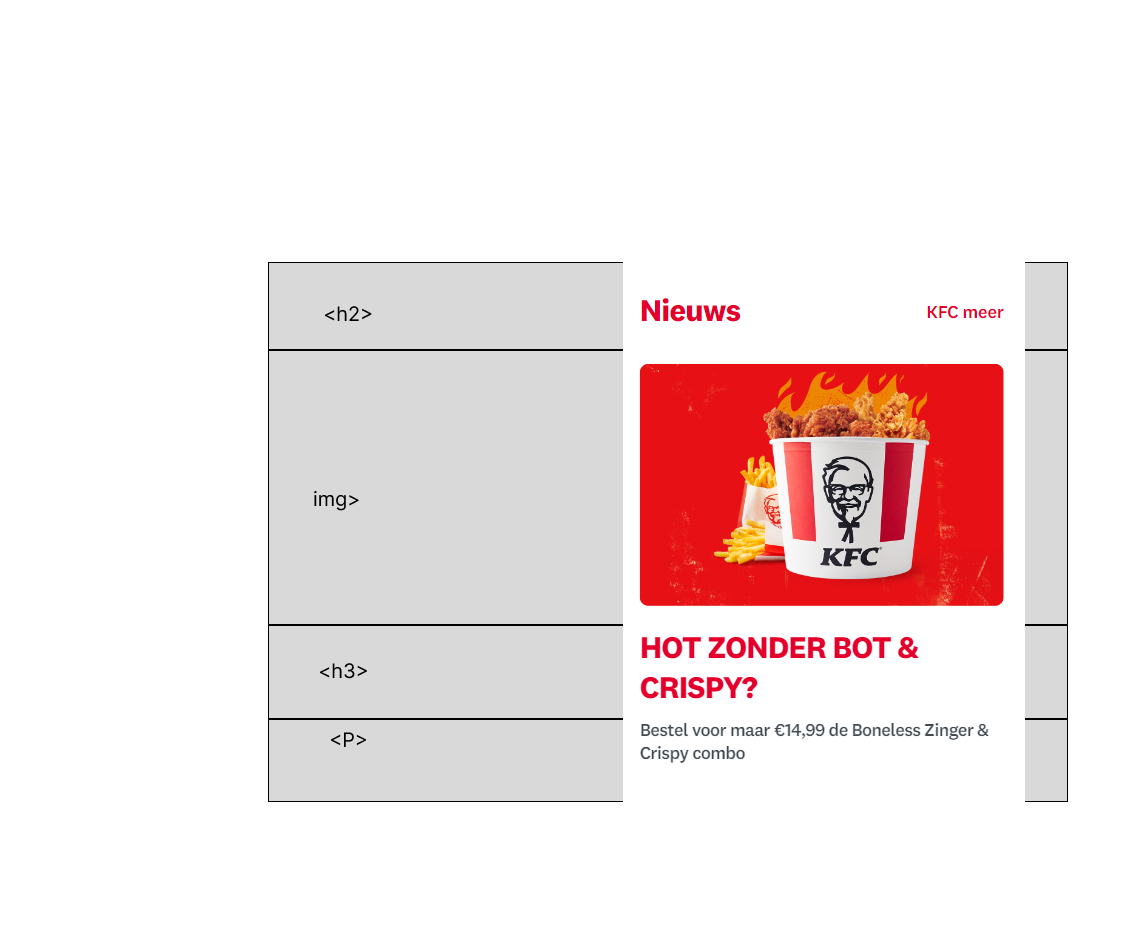 <h2>
Nieuws
KFC meer
img>
KFC
<h3>
HOT ZONDER BOT &
CRISPY?
<P>
Bestel voor maar €14,99 de Boneless Zinger &
Crispy combo